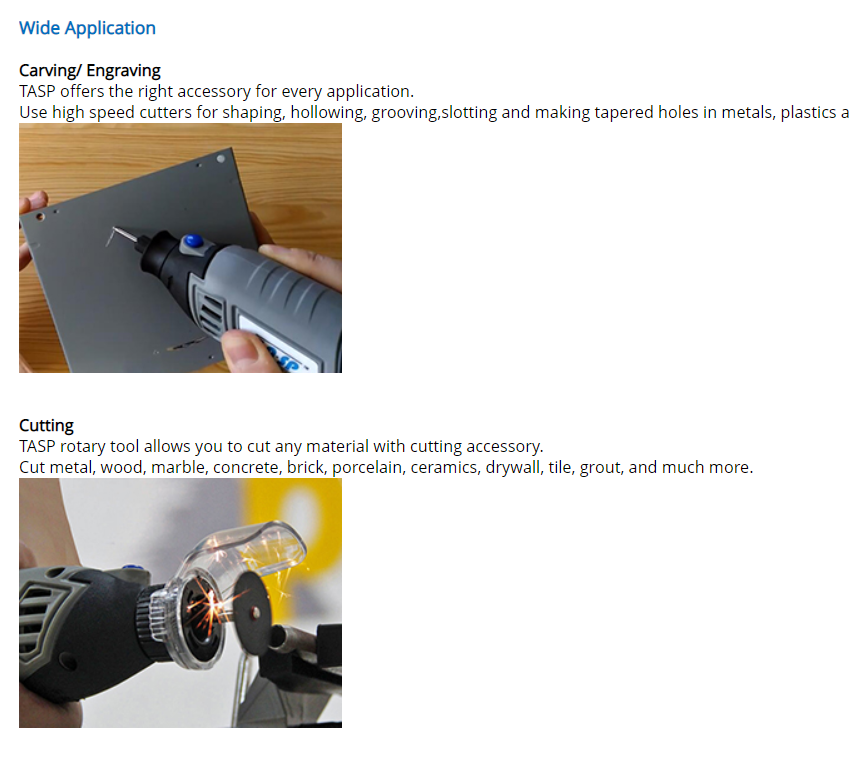 Wide Application
Carving/ Engraving
TASP offers the right accessory for every application.
Use high speed cutters for shaping, hollowing, grooving,slotting and making tapered holes in metals, plastics a
Cutting
TASP rotary tool allows you to cut any material with cutting accessory.
Cut metal, wood, marble, concrete, brick, porcelain, ceramics, drywall, tile, grout, and much more.